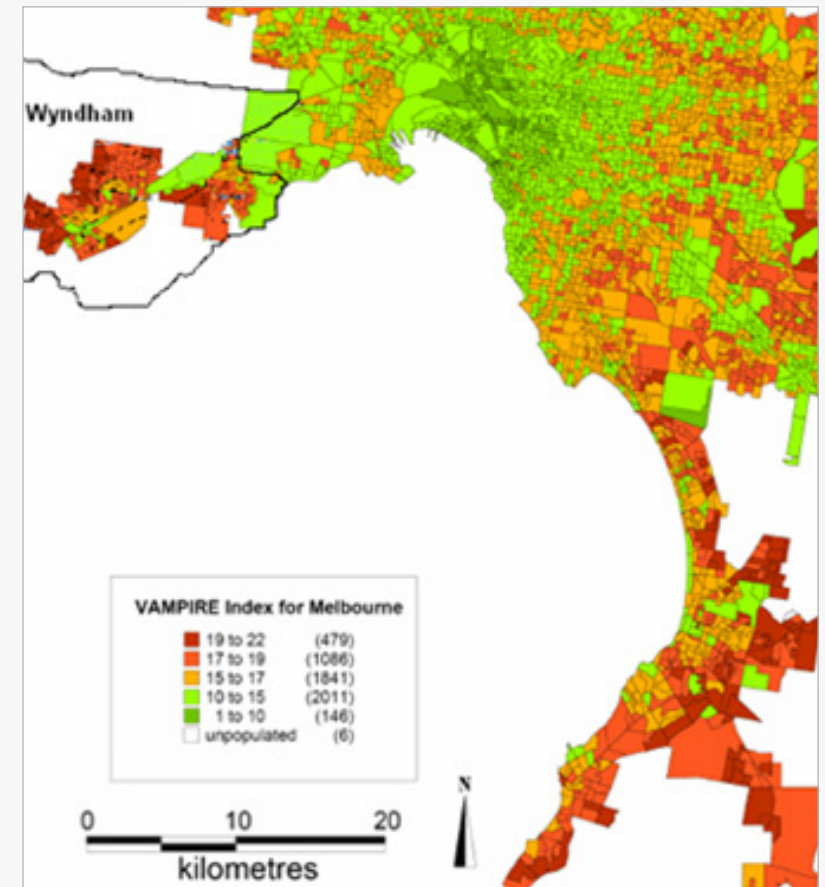 Wyndham
VAMPIRE Index for Melbourne
19 to 22 (479)
17 to 19 (1086)
15 to 17 (1841)
10 to 15 (2011)
1 to 10 (146)
unpopulated (6)
N
0 10 20
kilometres